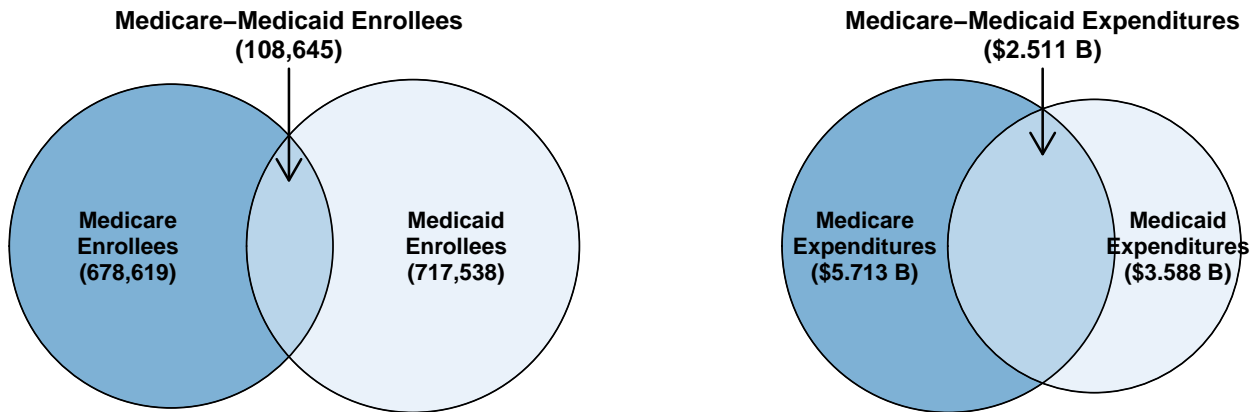 Medicare–Medicaid Enrollees
(108,645)
Medicare
Enrollees
(678,619)
Medicaid
Enrollees
(717,538)
Medicare–Medicaid Expenditures
($2.511 B)
Medicare
Expenditures
($5.713 B)
Medicaid
Expenditures
($3.588 B)